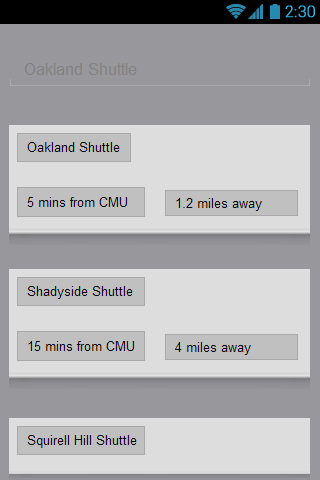 2:30
Oakland Shuttle
Oakland Shuttle
5 mins from CMU
1.2 miles away
Shadyside Shuttle
15 mins from CMU
4 miles away
Squirell Hill Shuttle